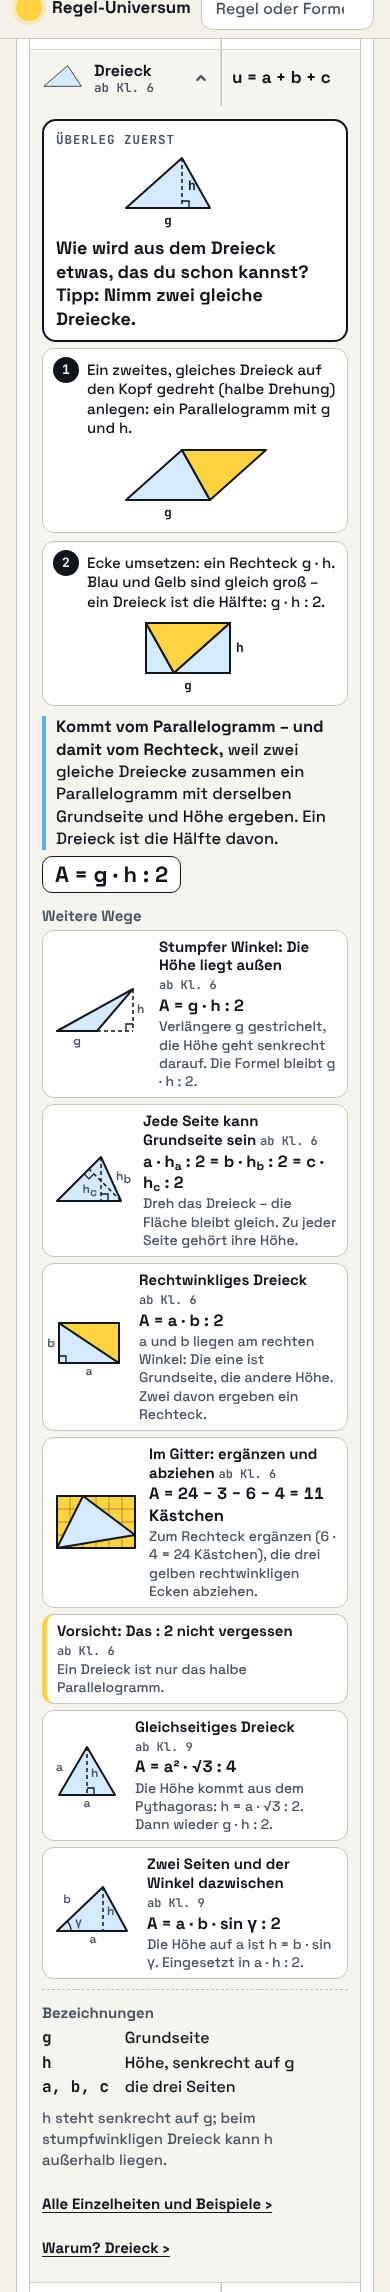 Regel-Universum
Regel oder Forme
Dreieck
ab Kl. 6
u = a + b + c
ÜBERLEG ZUERST
h
g
Wie wird aus dem Dreieck
etwas, das du schon kannst?
Tipp: Nimm zwei gleiche
Dreiecke.
1
Ein zweites, gleiches Dreieck auf
den Kopf gedreht (halbe Drehung)
anlegen: ein Parallelogramm mit g
und h.
g
2
Ecke umsetzen: ein Rechteck g · h.
Blau und Gelb sind gleich groß –
ein Dreieck ist die Hälfte: g · h : 2.
h
g
Kommt vom Parallelogramm – und
damit vom Rechteck, weil zwei
gleiche Dreiecke zusammen ein
Parallelogramm mit derselben
Grundseite und Höhe ergeben. Ein
Dreieck ist die Hälfte davon.
A = g · h : 2
Weitere Wege
Stumpfer Winkel: Die
Höhe liegt außen
ab Kl. 6
A = g · h : 2
h
g
Verlängere g gestrichelt,
die Höhe geht senkrecht
darauf. Die Formel bleibt g
· h : 2.
Jede Seite kann
Grundseite sein ab Kl. 6
a · hₐ : 2 = b · h_b : 2 = c ·
h_c : 2
h_b
h_c
Dreh das Dreieck – die
Fläche bleibt gleich. Zu jeder
Seite gehört ihre Höhe.
Rechtwinkliges Dreieck
ab Kl. 6
A = a · b : 2
b
a
a und b liegen am rechten
Winkel: Die eine ist
Grundseite, die andere Höhe.
Zwei davon ergeben ein
Rechteck.
Im Gitter: ergänzen und
abziehen ab Kl. 6
A = 24 − 3 − 6 − 4 = 11
Kästchen
Zum Rechteck ergänzen (6 ·
4 = 24 Kästchen), die drei
gelben rechtwinkligen
Ecken abziehen.
Vorsicht: Das : 2 nicht vergessen
ab Kl. 6
Ein Dreieck ist nur das halbe
Parallelogramm.
Gleichseitiges Dreieck
ab Kl. 9
A = a² · √3 : 4
a
h
a
Die Höhe kommt aus dem
Pythagoras: h = a · √3 : 2.
Dann wieder g · h : 2.
Zwei Seiten und der
Winkel dazwischen
ab Kl. 9
A = a · b · sin γ : 2
b
h
γ
a
Die Höhe auf a ist h = b · sin
γ. Eingesetzt in a · h : 2.
Bezeichnungen
g Grundseite
h Höhe, senkrecht auf g
a, b, c die drei Seiten
h steht senkrecht auf g; beim
stumpfwinkligen Dreieck kann h
außerhalb liegen.
Alle Einzelheiten und Beispiele >
Warum? Dreieck >